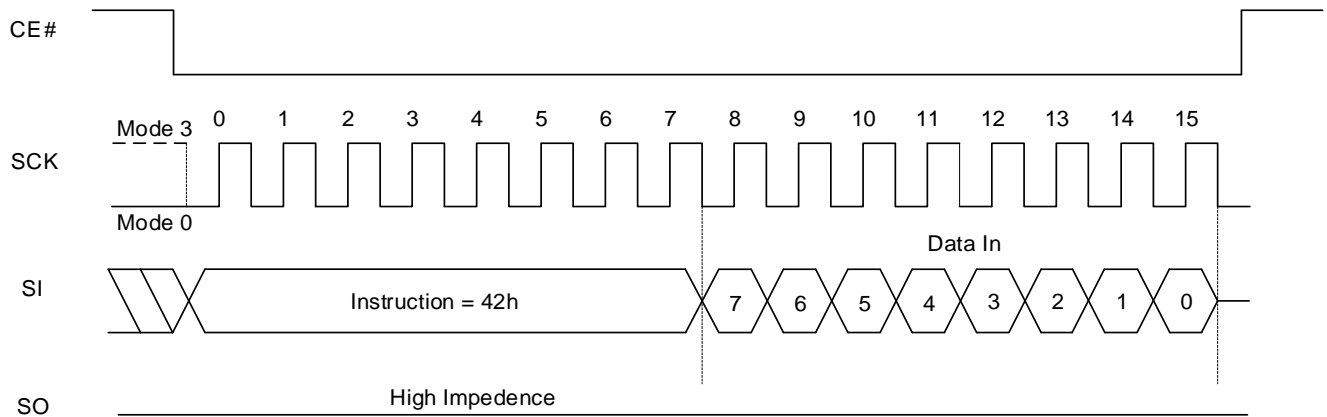 CE#
0 1 2 3 4 5 6 7 8 9 10 11 12 13 14 15
Mode 3
SCK
Mode 0
Data In
SI
Instruction = 42h
7 6 5 4 3 2 1 0
High Impedence
SO